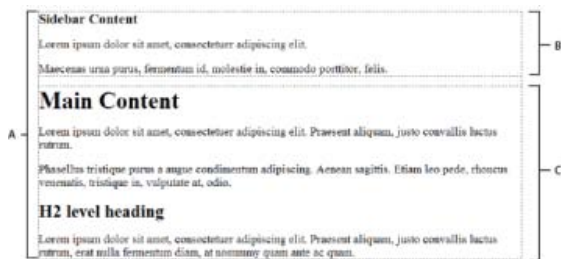 Sidebar Content
Lorem ipsum dolor sit amet, consectetuer adipiscing elit.
B
Maecenas urna purus, fermentum id, molestie in, commodo porttitor, felis.
Main Content
A
Lorem ipsum dolor sit amet, consectetuer adipiscing elit. Praesent aliquam, justo convallis luctus
rutrum.
Phasellus tristique purus a augue condimentum adipiscing. Aenean sagittis. Etiam leo pede, rhoncus
venenatis, tristique in, vulputate at, odio.
C
H2 level heading
Lorem ipsum dolor sit amet, consectetuer adipiscing elit. Praesent aliquam, justo convallis luctus
rutrum, erat nulla fermentum diam, at nonummy quam ante ac quam.